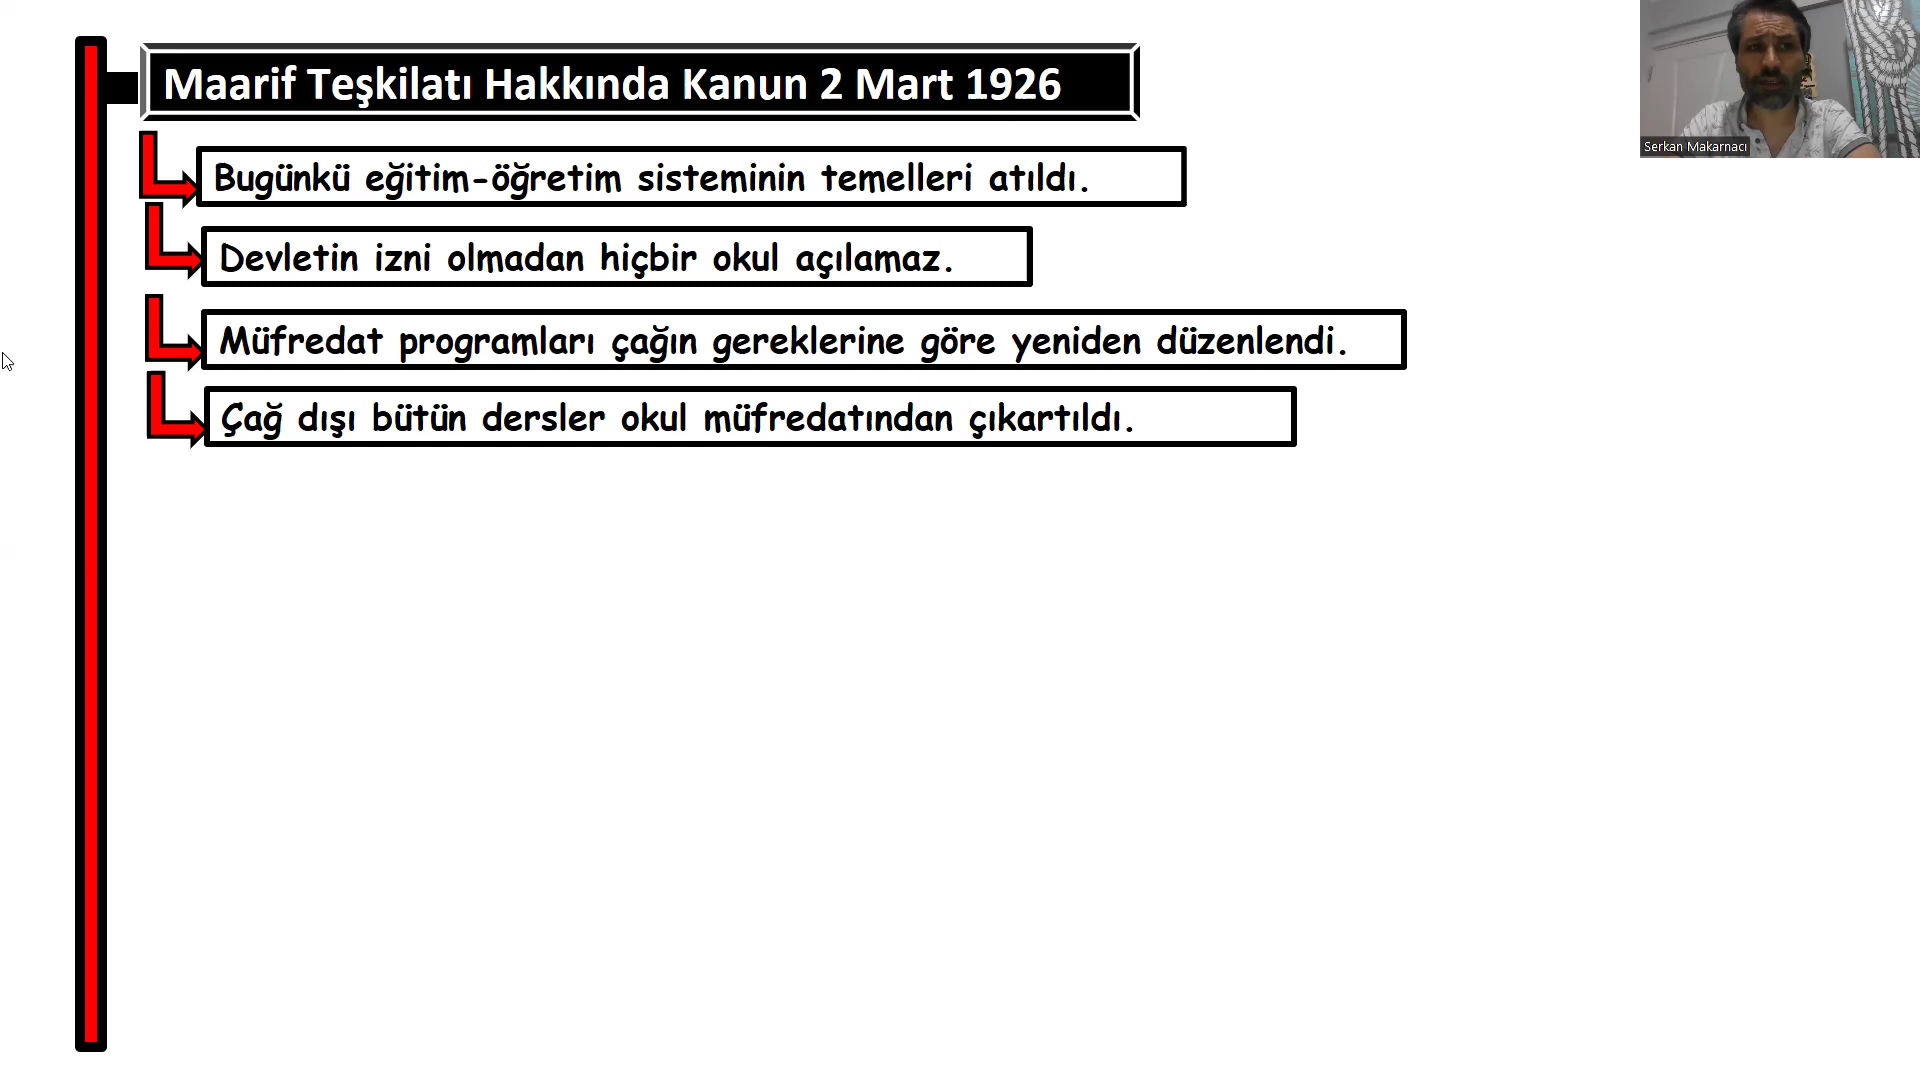 Maarif Teşkilatı Hakkında Kanun 2 Mart 1926
Bugünkü eğitim-öğretim sisteminin temelleri atıldı.
Devletin izni olmadan hiçbir okul açılamaz.
Müfredat programları çağın gereklerine göre yeniden düzenlendi.
Çağ dışı bütün dersler okul müfredatından çıkartıldı.
Serkan Makarnacı